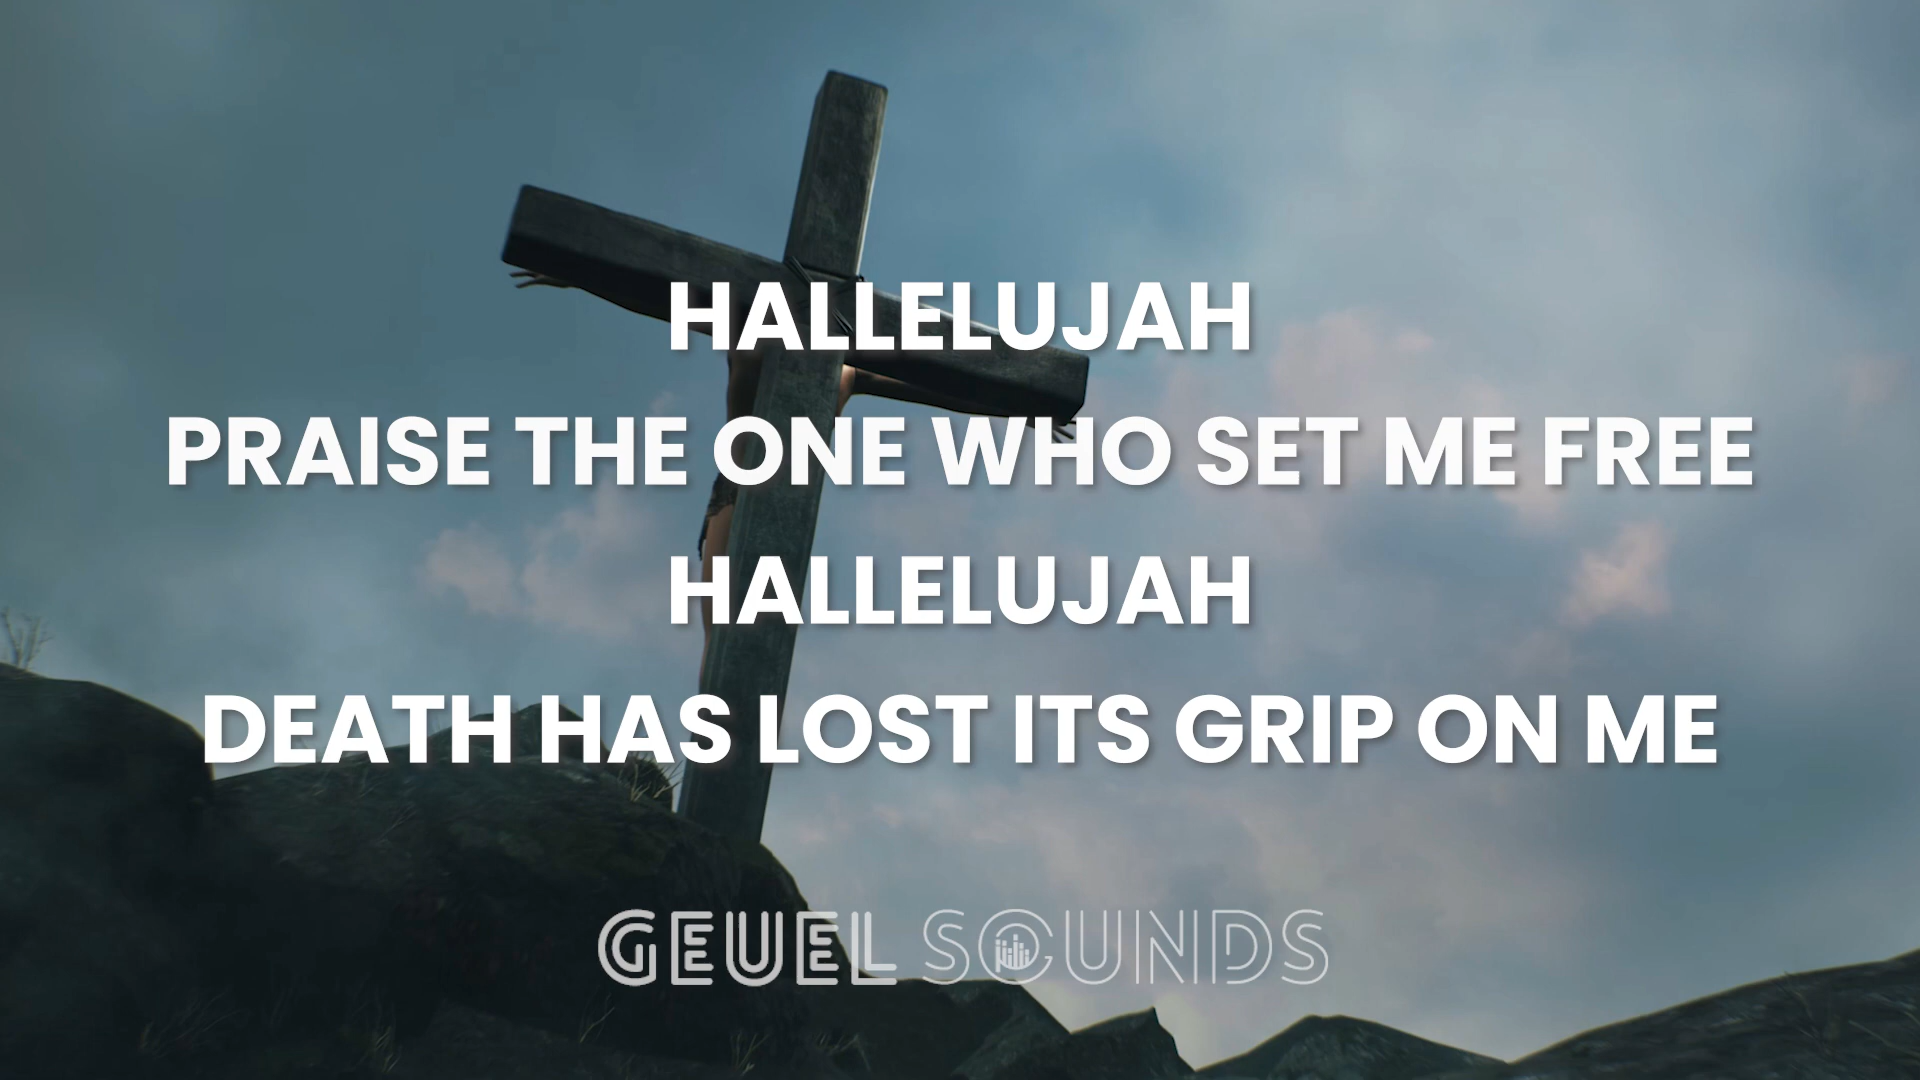 HALLELUJAH
PRAISE THE ONE WHO SET ME FREE
HALLELUJAH
DEATH HAS LOST ITS GRIP ON ME
GEUEL SOUNDS